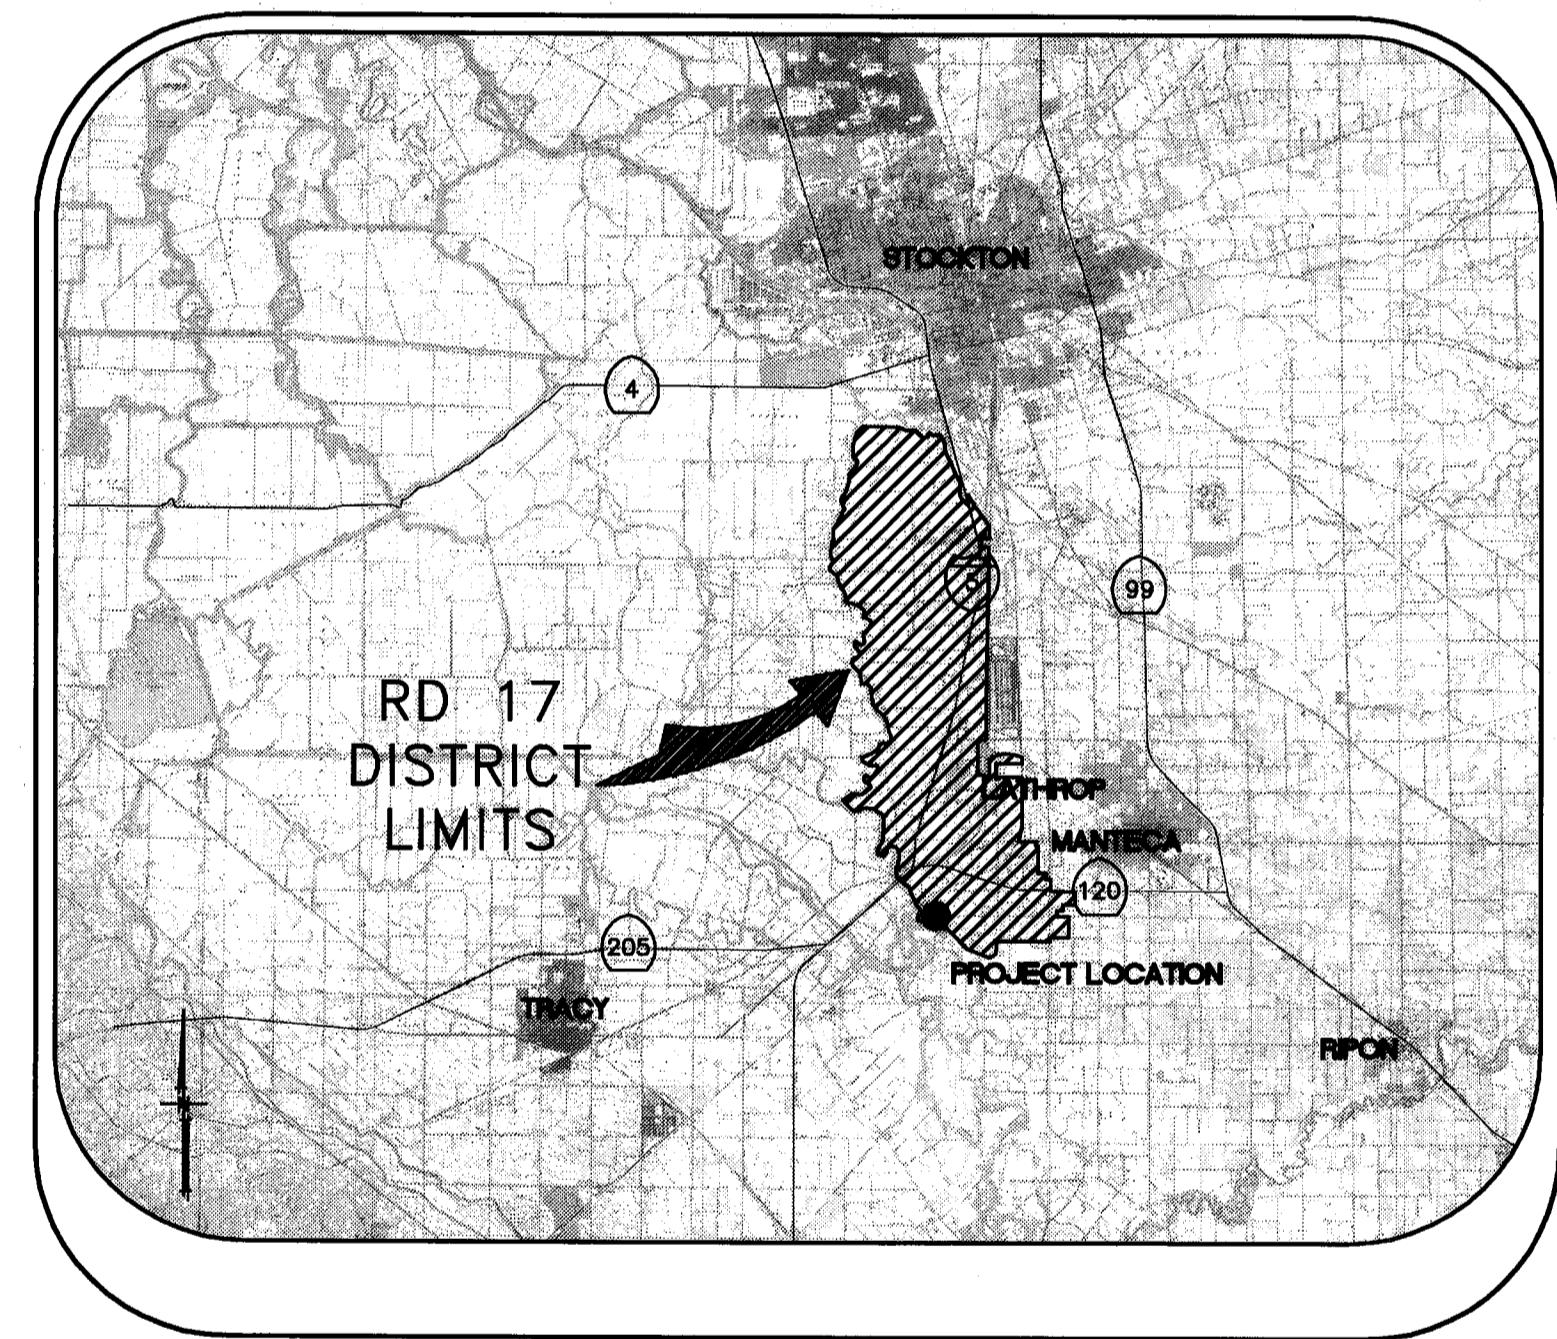 STOCKTON
4
5
99
RD 17
DISTRICT
LIMITS
LATHROP
MANTECA
120
205
PROJECT LOCATION
TRACY
RIPON